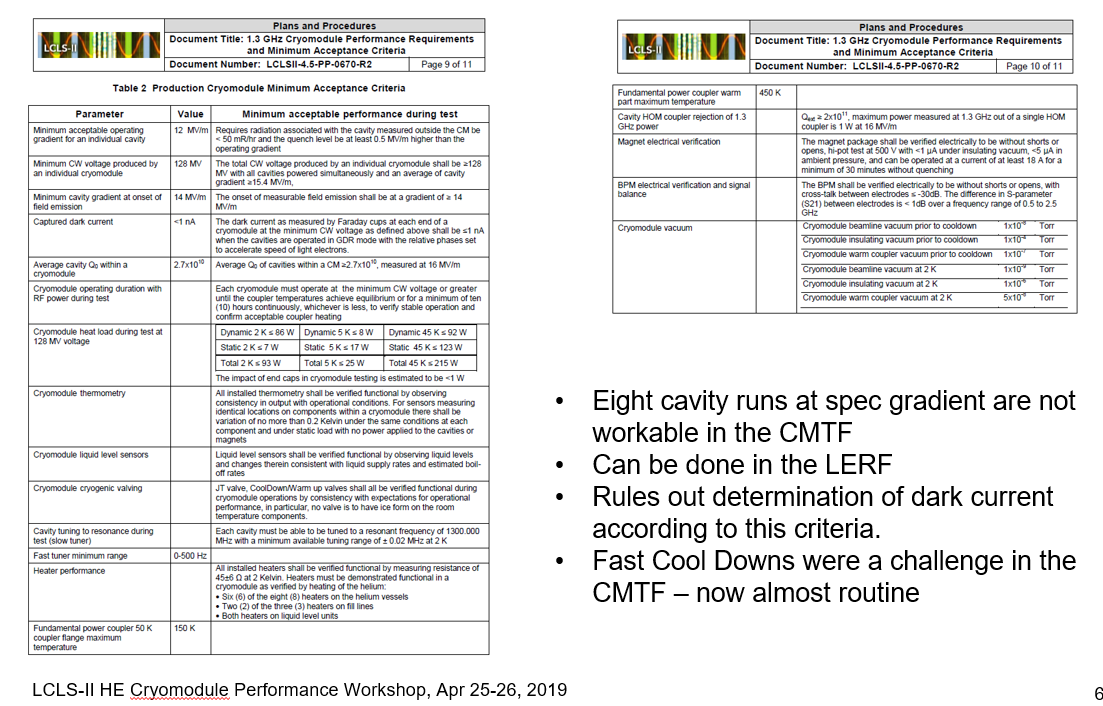 Plans and Procedures
LCLS-II
Document Title: 1.3 GHz Cryomodule Performance Requirements
and Minimum Acceptance Criteria
Document Number: LCLSII-4.5-PP-0670-R2
Page 9 of 11
Table 2 Production Cryomodule Minimum Acceptance Criteria
Parameter Value Minimum acceptable performance during test
Minimum acceptable operating
gradient for an individual cavity
12 MV/m
Requires radiation associated with the cavity measured outside the CM be
< 50 mR/hr and the quench level be at least 0.5 MV/m higher than the
operating gradient
Minimum CW voltage produced by
an individual cryomodule
128 MV
The total CW voltage produced by an individual cryomodule shall be ≥128
MV with all cavities powered simultaneously and an average of cavity
gradient ≥15.4 MV/m,
Minimum cavity gradient at onset of
field emission
14 MV/m
The onset of measurable field emission shall be at a gradient of ≥ 14
MV/m
Captured dark current
<1 nA
The dark current as measured by Faraday cups at each end of a
cryomodule at the minimum CW voltage as defined above shall be ≤1 nA
when the cavities are operated in GDR mode with the relative phases set
to accelerate speed of light electrons.
Average cavity Q₀ within a
cryomodule
2.7x10¹⁰
Average Q₀ of cavities within a CM ≥2.7x10¹⁰, measured at 16 MV/m
Cryomodule operating duration with
RF power during test
Each cryomodule must operate at the minimum CW voltage or greater
until the coupler temperatures achieve equilibrium or for a minimum of ten
(10) hours continuously, whichever is less, to verify stable operation and
confirm acceptable coupler heating
Cryomodule heat load during test at
128 MV voltage
Dynamic 2 K ≤ 86 W Dynamic 5 K ≤ 8 W Dynamic 45 K ≤ 92 W
Static 2 K ≤ 7 W Static 5 K ≤ 17 W Static 45 K ≤ 123 W
Total 2 K ≤ 93 W Total 5 K ≤ 25 W Total 45 K ≤ 215 W
The impact of end caps in cryomodule testing is estimated to be <1 W
Cryomodule thermometry
All installed thermometry shall be verified functional by observing
consistency in output with operational conditions. For sensors measuring
identical locations on components within a cryomodule there shall be
variation of no more than 0.2 Kelvin under the same conditions at each
component and under static load with no power applied to the cavities or
magnets
Cryomodule liquid level sensors
Liquid level sensors shall be verified functional by observing liquid levels
and changes therein consistent with liquid supply rates and estimated boil-
off rates
Cryomodule cryogenic valving
JT valve, CoolDown/Warm up valves shall all be verified functional during
cryomodule operations by consistency with expectations for operational
performance, in particular, no valve is to have ice form on the room
temperature components.
Cavity tuning to resonance during
test (slow tuner)
Each cavity must be able to be tuned to a resonant frequency of 1300.000
MHz with a minimum available tuning range of ± 0.02 MHz at 2 K
Fast tuner minimum range
0-500 Hz
Heater performance
All installed heaters shall be verified functional by measuring resistance of
45±6 Ω at 2 Kelvin. Heaters must be demonstrated functional in a
cryomodule as verified by heating of the helium:
• Six (6) of the eight (8) heaters on the helium vessels
• Two (2) of the three (3) heaters on fill lines
• Both heaters on liquid level units
Fundamental power coupler 50 K
coupler flange maximum
temperature
150 K
Plans and Procedures
LCLS-II
Document Title: 1.3 GHz Cryomodule Performance Requirements
and Minimum Acceptance Criteria
Document Number: LCLSII-4.5-PP-0670-R2
Page 10 of 11
Fundamental power coupler warm
part maximum temperature
450 K
Cavity HOM coupler rejection of 1.3
GHz power
Qext ≥ 2x10¹¹, maximum power measured at 1.3 GHz out of a single HOM
coupler is 1 W at 16 MV/m
Magnet electrical verification
The magnet package shall be verified electrically to be without shorts or
opens, hi-pot test at 500 V with <1 µA under insulating vacuum, <5 µA in
ambient pressure, and can be operated at a current of at least 18 A for a
minimum of 30 minutes without quenching
BPM electrical verification and signal
balance
The BPM shall be verified electrically to be without shorts or opens, with
cross-talk between electrodes ≤ -30dB. The difference in S-parameter
(S21) between electrodes is < 1dB over a frequency range of 0.5 to 2.5
GHz
Cryomodule vacuum
Cryomodule beamline vacuum prior to cooldown Torr
Cryomodule insulating vacuum prior to cooldown 1x10⁻⁴ Torr
Cryomodule warm coupler vacuum prior to cooldown 1x10⁻⁷ Torr
Cryomodule beamline vacuum at 2 K 1x10⁻⁹ Torr
Cryomodule insulating vacuum at 2 K 1x10⁻⁶ Torr
Cryomodule warm coupler vacuum at 2 K Torr
• Eight cavity runs at spec gradient are not
workable in the CMTF
• Can be done in the LERF
• Rules out determination of dark current
according to this criteria.
• Fast Cool Downs were a challenge in the
CMTF – now almost routine
LCLS-II HE Cryomodule Performance Workshop, Apr 25-26, 2019
6